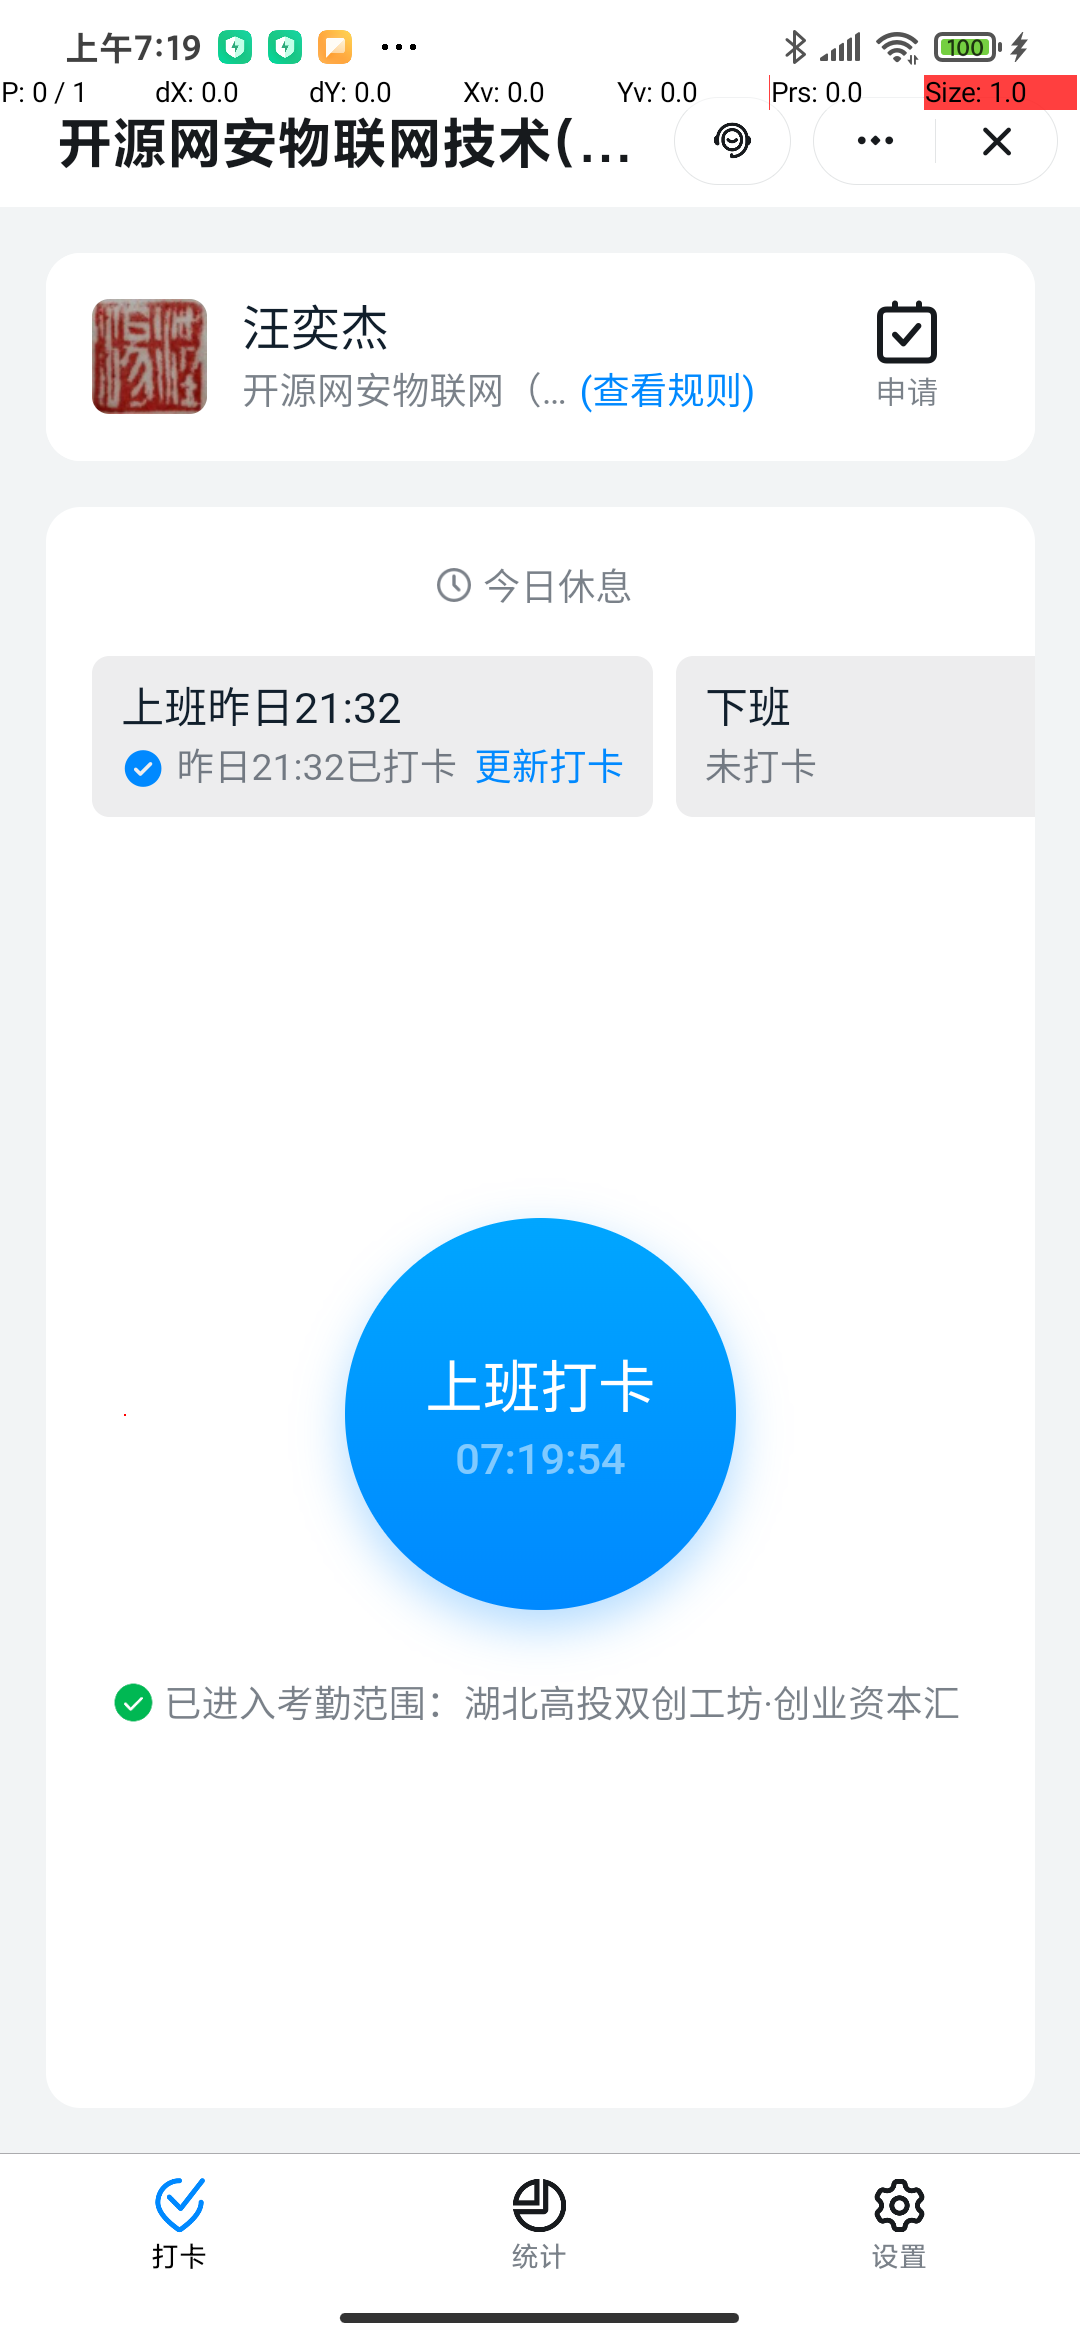 上午7:19
100
P: 0 / 1 dX: 0.0 dY: 0.0 Xv: 0.0 Yv: 0.0 Prs: 0.0 Size: 1.0
开源网安物联网技术(...
汪奕杰
开源网安物联网（... (查看规则)
申请
今日休息
上班昨日21:32
昨日21:32已打卡 更新打卡
下班
未打卡
上班打卡
07:19:54
已进入考勤范围：湖北高投双创工坊·创业资本汇
打卡
统计
设置